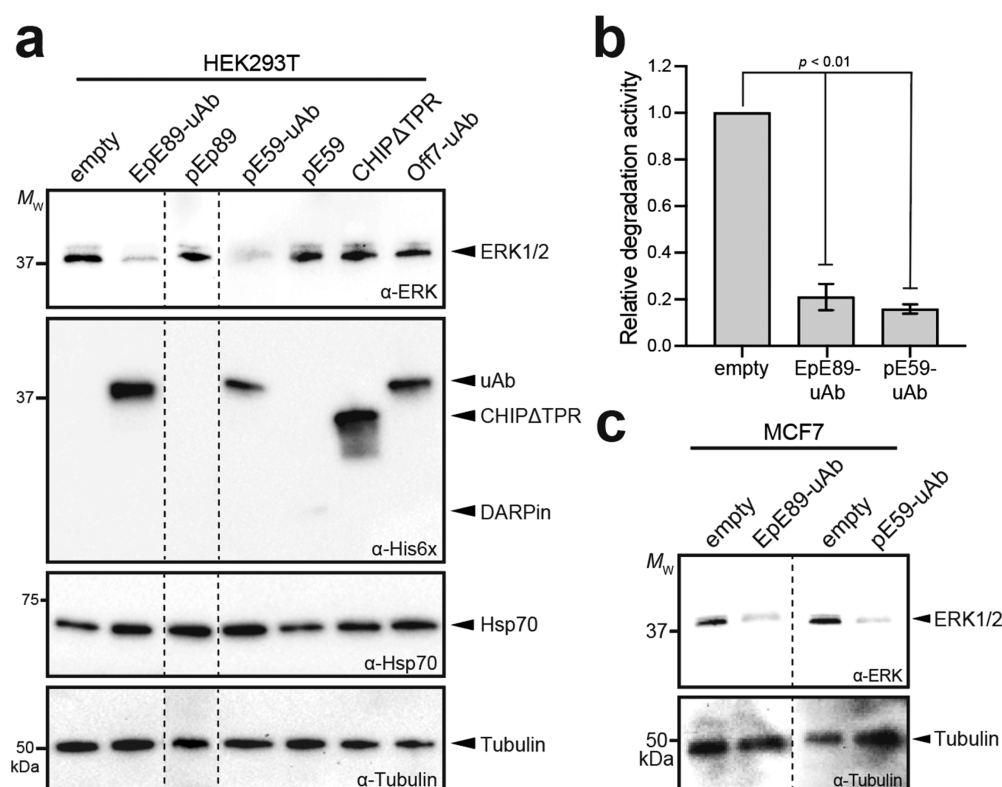 a
HEK293T
empty
EpE89-uAb
pEp89
pE59-uAb
pE59
CHIPΔTPR
Off7-uAb
MW
37
ERK1/2
α-ERK
37
uAb
CHIPΔTPR
DARPin
α-His6x
75
Hsp70
α-Hsp70
50
kDa
Tubulin
α-Tubulin
b
Relative degradation activity
p < 0.01
1.2
1.0
0.8
0.6
0.4
0.2
0.0
empty
EpE89-
uAb
pE59-
uAb
c
MCF7
empty
EpE89-uAb
empty
pE59-uAb
MW
37
ERK1/2
α-ERK
50
kDa
Tubulin
α-Tubulin